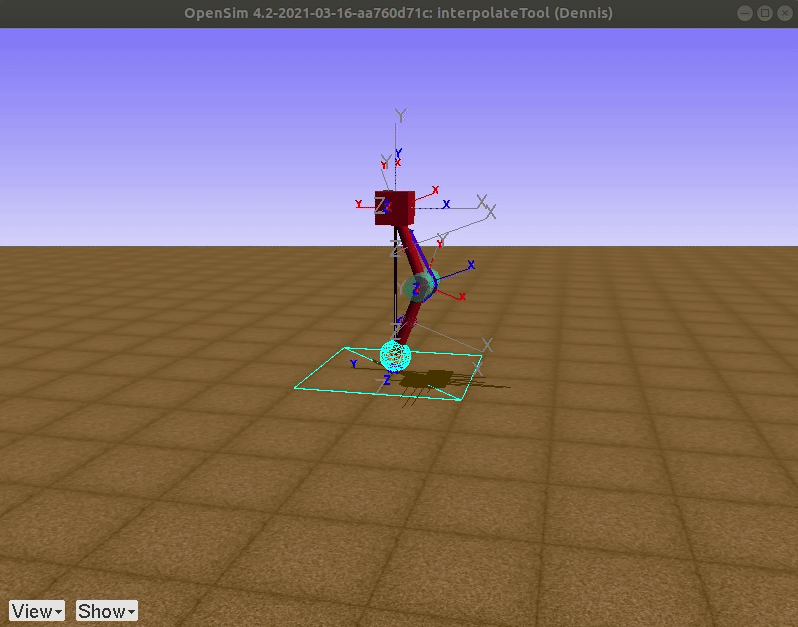 OpenSim 4.2-2021-03-16-aa760d71c: interpolateTool (Dennis)
Y
Y Y
Y X
X
Y Z Z X X X
Y
Y
Z
X
Y Z X
Z
X
Y X
Z
View Show